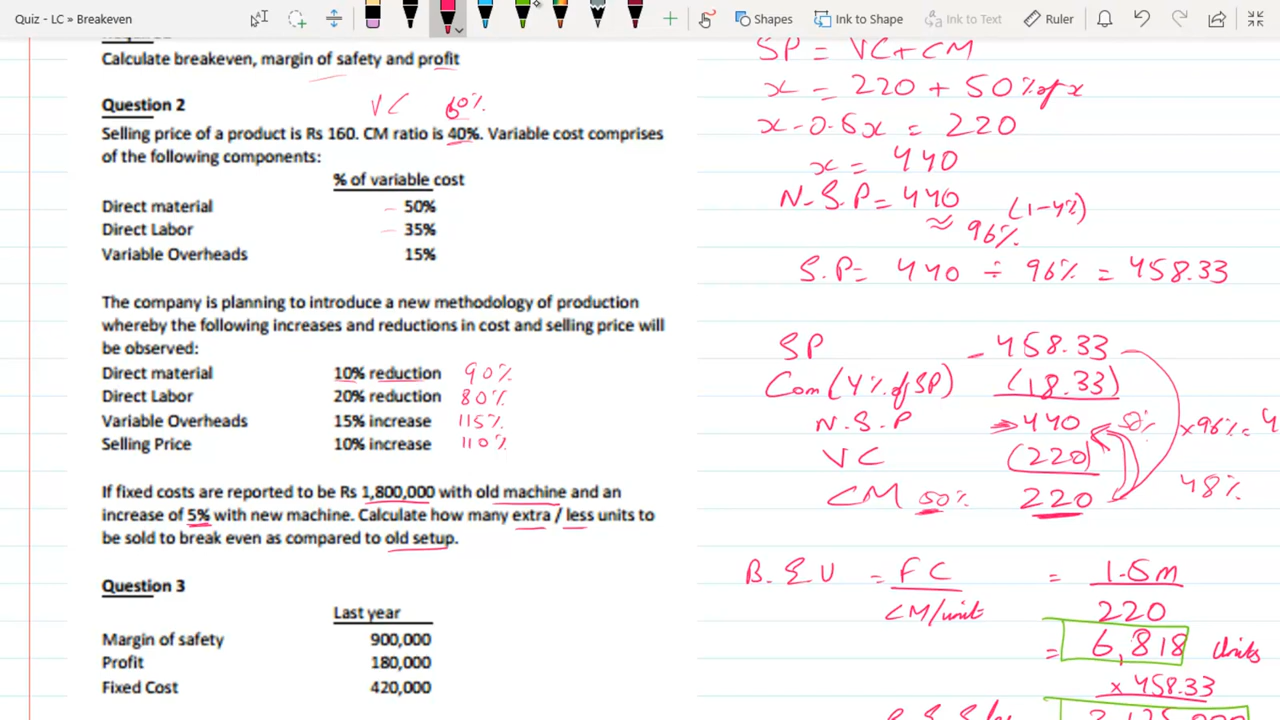 Quiz - LC » Breakeven
Shapes
Ink to Shape
Ink to Text
Ruler
Calculate breakeven, margin of safety and profit
Question 2
VC 60%
Selling price of a product is Rs 160. CM ratio is 40%. Variable cost comprises
of the following components:
% of variable cost
Direct material 50%
Direct Labor 35%
Variable Overheads 15%
The company is planning to introduce a new methodology of production
whereby the following increases and reductions in cost and selling price will
be observed:
Direct material 10% reduction 90%
Direct Labor 20% reduction 80%
Variable Overheads 15% increase 115%
Selling Price 10% increase 110%
If fixed costs are reported to be Rs 1,800,000 with old machine and an
increase of 5% with new machine. Calculate how many extra / less units to
be sold to break even as compared to old setup.
Question 3
Last year
Margin of safety 900,000
Profit 180,000
Fixed Cost 420,000
SP = VC + CM
x = 220 + 50% of x
x - 0.5x = 220
x = 440
N.S.P = 440
≈ 96% (1-4%)
S.P = 440 ÷ 96% = 458.33
SP 458.33
Com (4% of SP) (18.33)
N.S.P 440 50% x96% = 4
VC (220)
CM 50% 220 48%
B.E.U = FC = 1.5M
CM/unit 220
= 6,818 Units
x 458.33